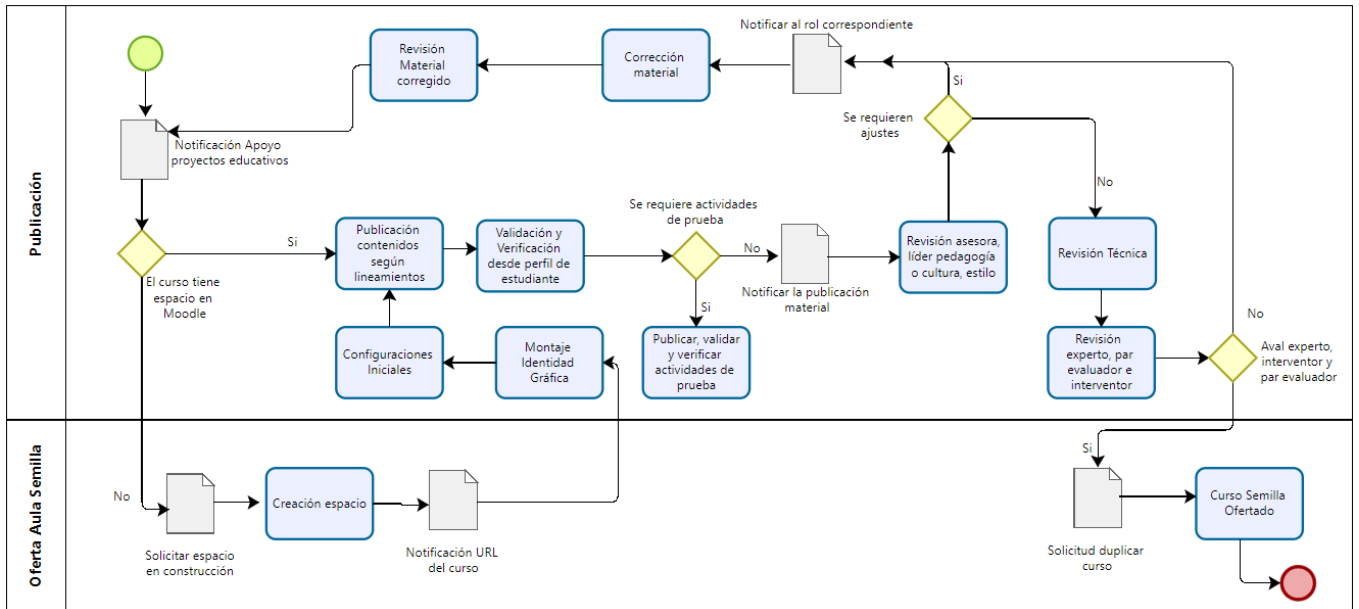 Publicación
Revisión
Material
corregido
Corrección
material
Notificar al rol correspondiente
Si
Se requieren
ajustes
No
Notificación Apoyo
proyectos educativos
El curso tiene
espacio en
Moodle
Si
Publicación
contenidos
según
lineamientos
Validación y
Verificación
desde perfil de
estudiante
Se requiere actividades
de prueba
No
Si
Notificar la publicación
material
Revisión asesora,
líder pedagogía
o cultura, estilo
Revisión Técnica
Configuraciones
Iniciales
Montaje
Identidad
Gráfica
Publicar, validar
y verificar
actividades de
prueba
Revisión
experto, par
evaluador e
interventor
No
Aval experto,
interventor y
par evaluador
Oferta Aula Semilla
No
Solicitar espacio
en construcción
Creación espacio
Notificación URL
del curso
Si
Solicitud duplicar
curso
Curso Semilla
Ofertado